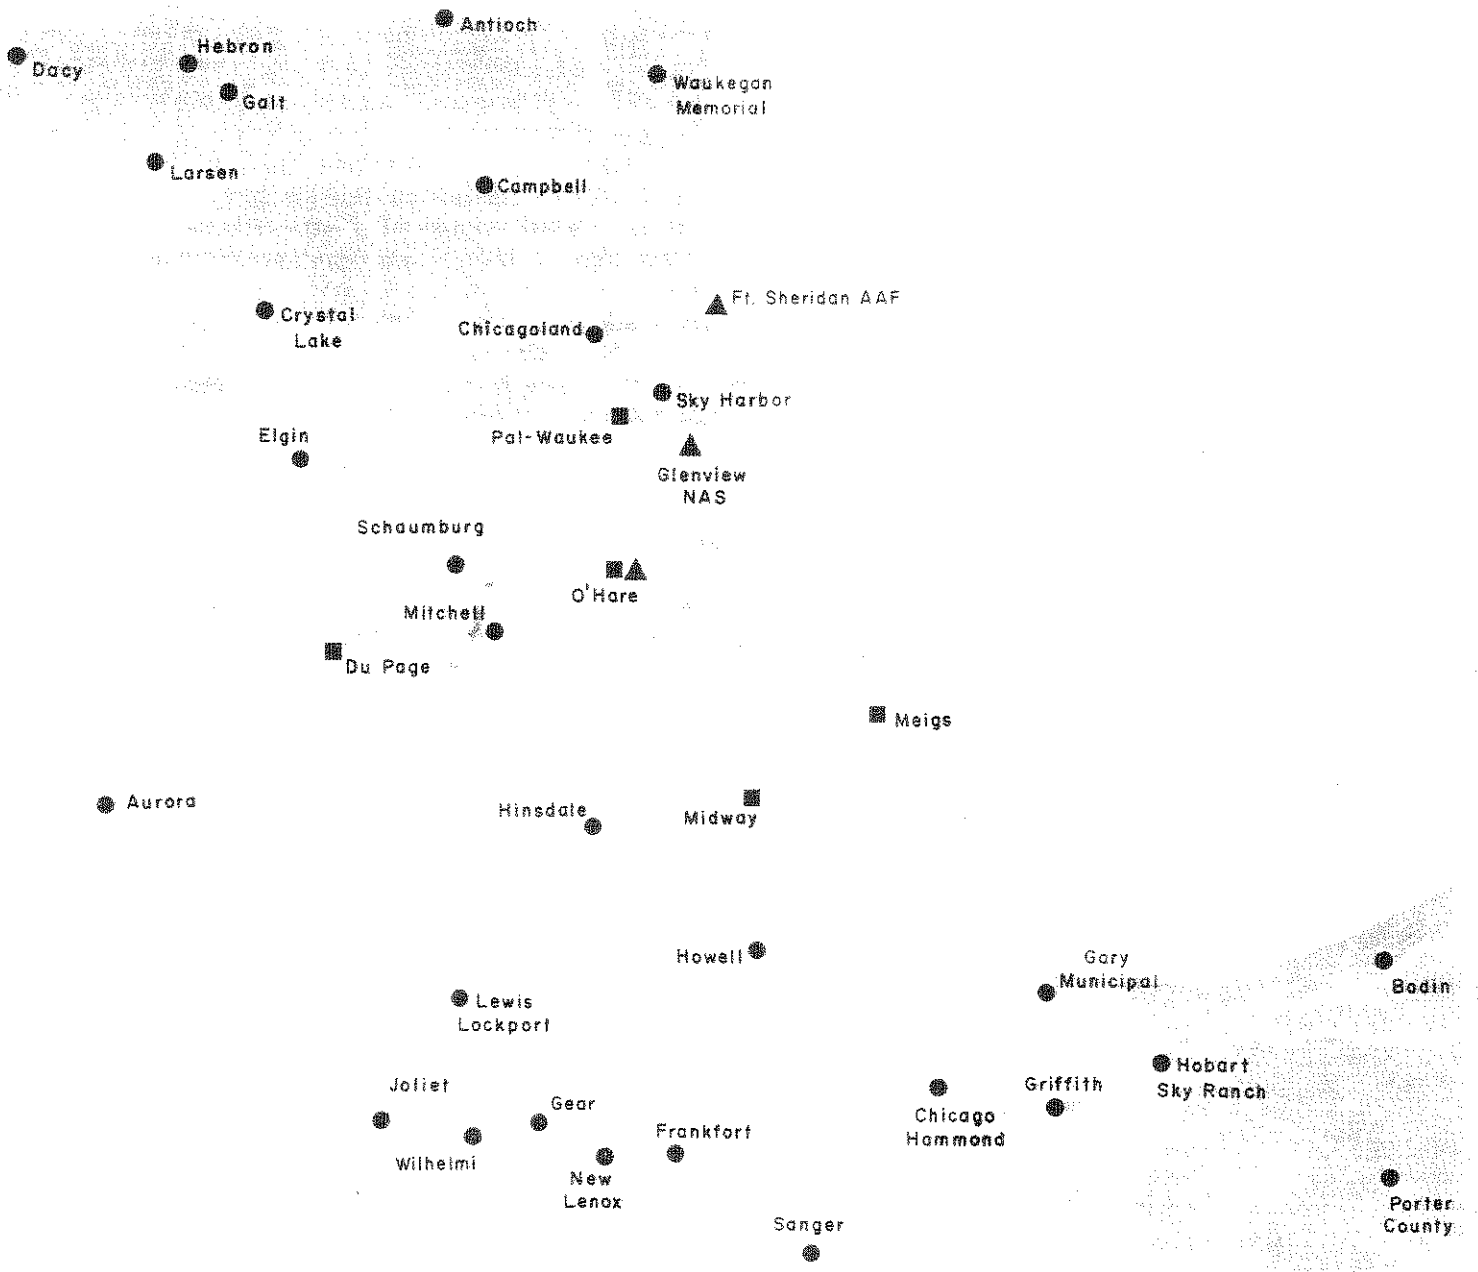 Antioch
Hebron
Dacy
Galt
Waukegan
Memorial
Larsen
Campbell
Ft. Sheridan AAF
Crystal
Lake
Chicagoland
Sky Harbor
Pal-Waukee
Elgin
Glenview
NAS
Schaumburg
O'Hare
Mitchell
Du Page
Meigs
Aurora
Hinsdale
Midway
Howell
Gary
Municipal
Badin
Lewis
Lockport
Hobart
Sky Ranch
Joliet
Griffith
Gear
Chicago
Hammond
Frankfort
Wilhelmi
New
Lenox
Porter
County
Sanger